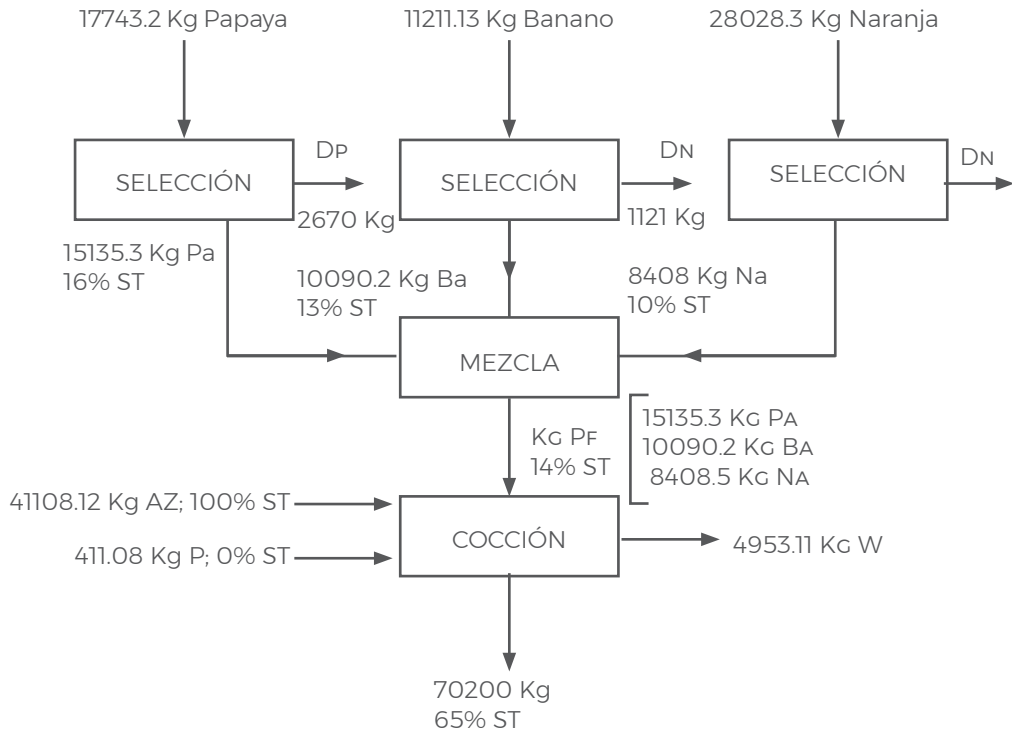 17743.2 Kg Papaya
11211.13 Kg Banano
28028.3 Kg Naranja
SELECCIÓN
DP
2670 Kg
SELECCIÓN
DN
1121 Kg
SELECCIÓN
DN
15135.3 Kg Pa
16% ST
10090.2 Kg Ba
13% ST
8408 Kg Na
10% ST
MEZCLA
KG PF
14% ST
15135.3 KG PA
10090.2 KG BA
8408.5 KG NA
41108.12 Kg AZ; 100% ST
411.08 Kg P; 0% ST
COCCIÓN
4953.11 KG W
70200 Kg
65% ST